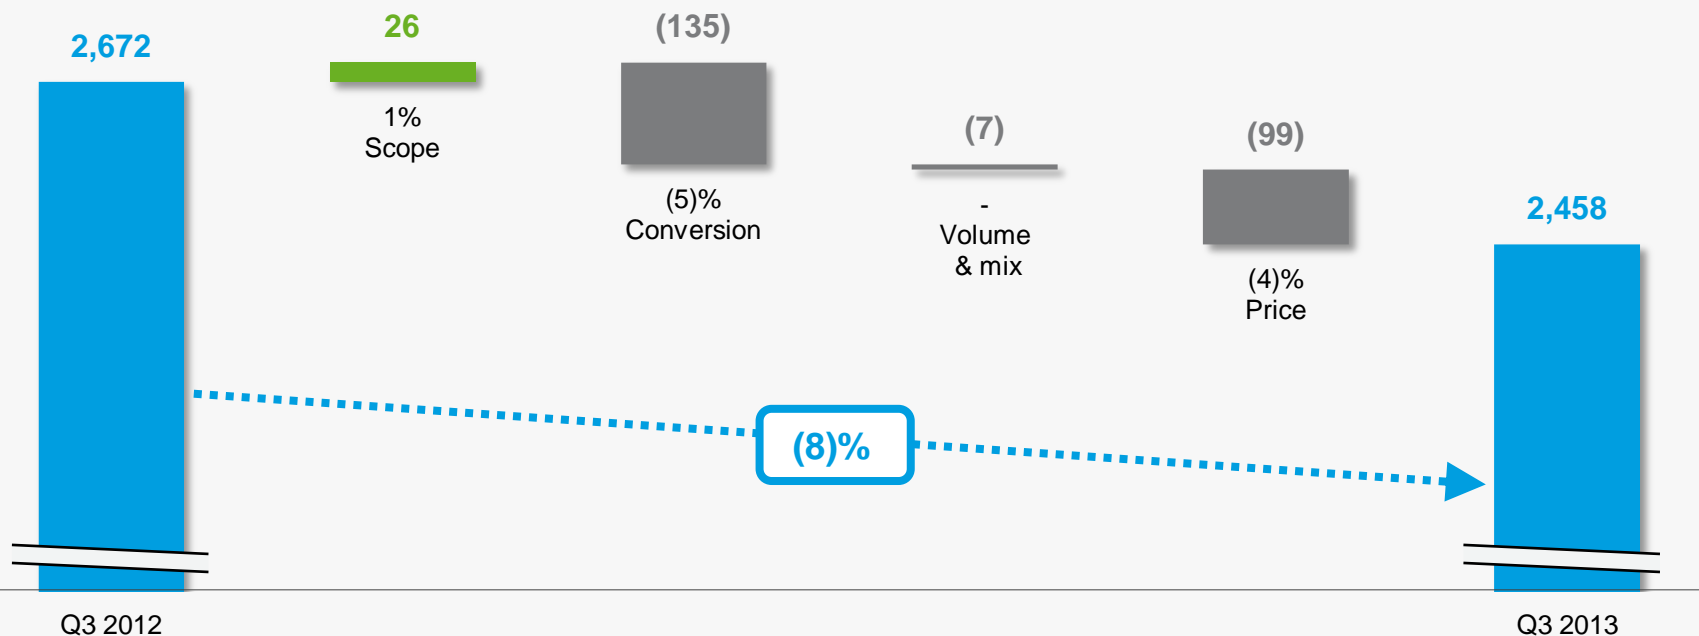 2,672
26
1%
Scope
(135)
(5)%
Conversion
(7)
-
Volume
& mix
(99)
(4)%
Price
2,458
(8)%
Q3 2012
Q3 2013